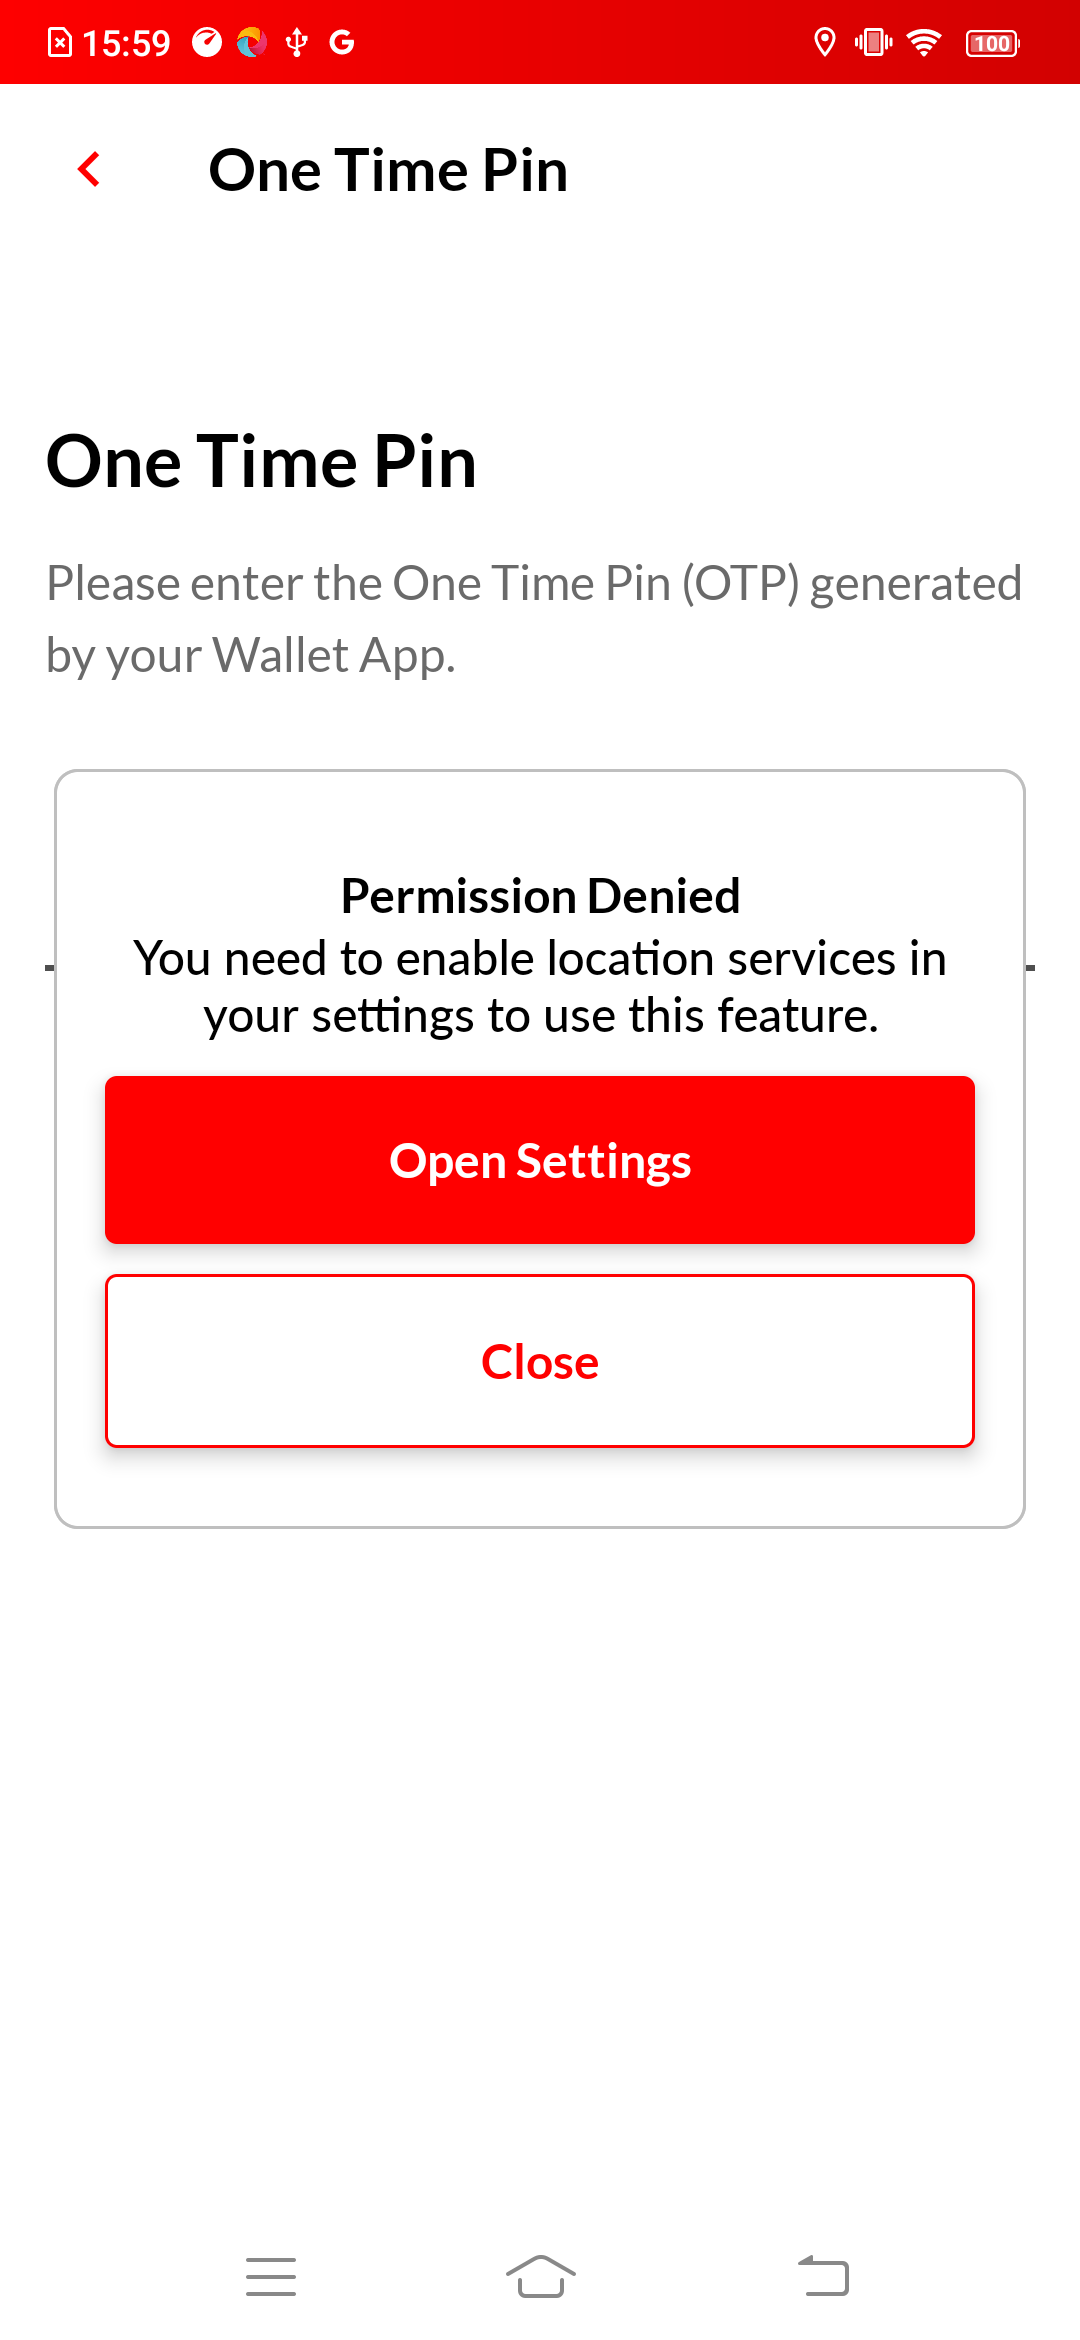 15:59
100
One Time Pin
One Time Pin
Please enter the One Time Pin (OTP) generated
by your Wallet App.
Permission Denied
You need to enable location services in
your settings to use this feature.
Open Settings
Close